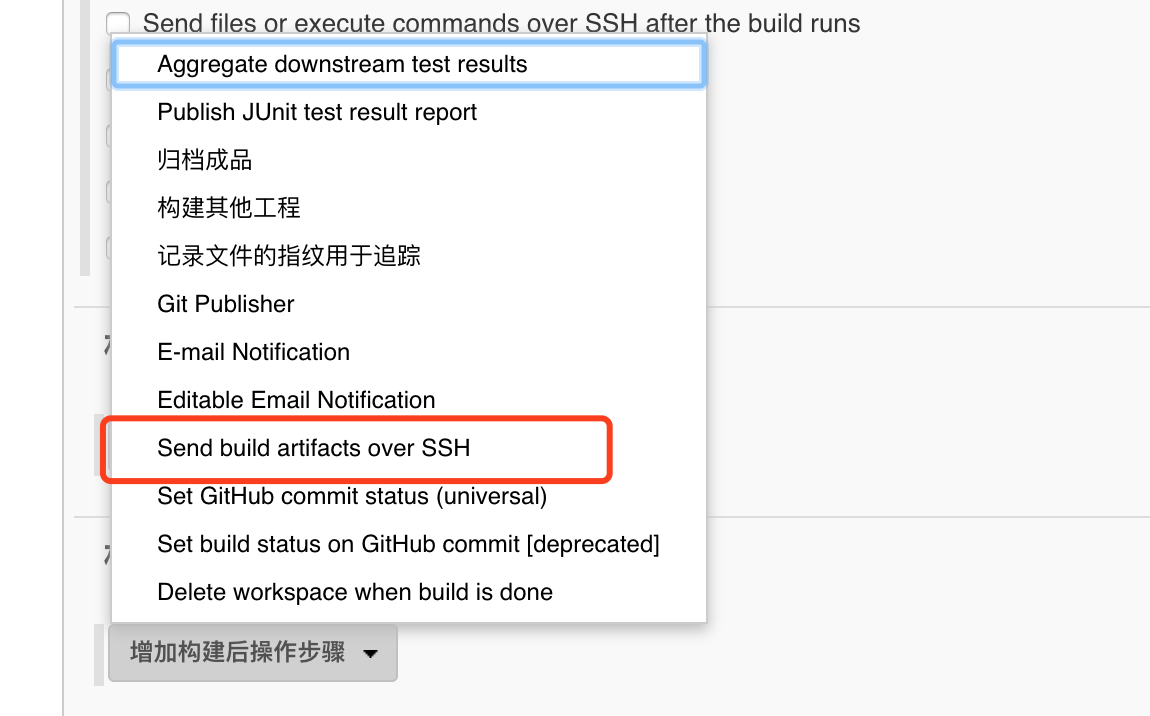 Send files or execute commands over SSH after the build runs
Aggregate downstream test results
Publish JUnit test result report
归档成品
构建其他工程
记录文件的指纹用于追踪
Git Publisher
E-mail Notification
Editable Email Notification
Send build artifacts over SSH
Set GitHub commit status (universal)
Set build status on GitHub commit [deprecated]
Delete workspace when build is done
增加构建后操作步骤